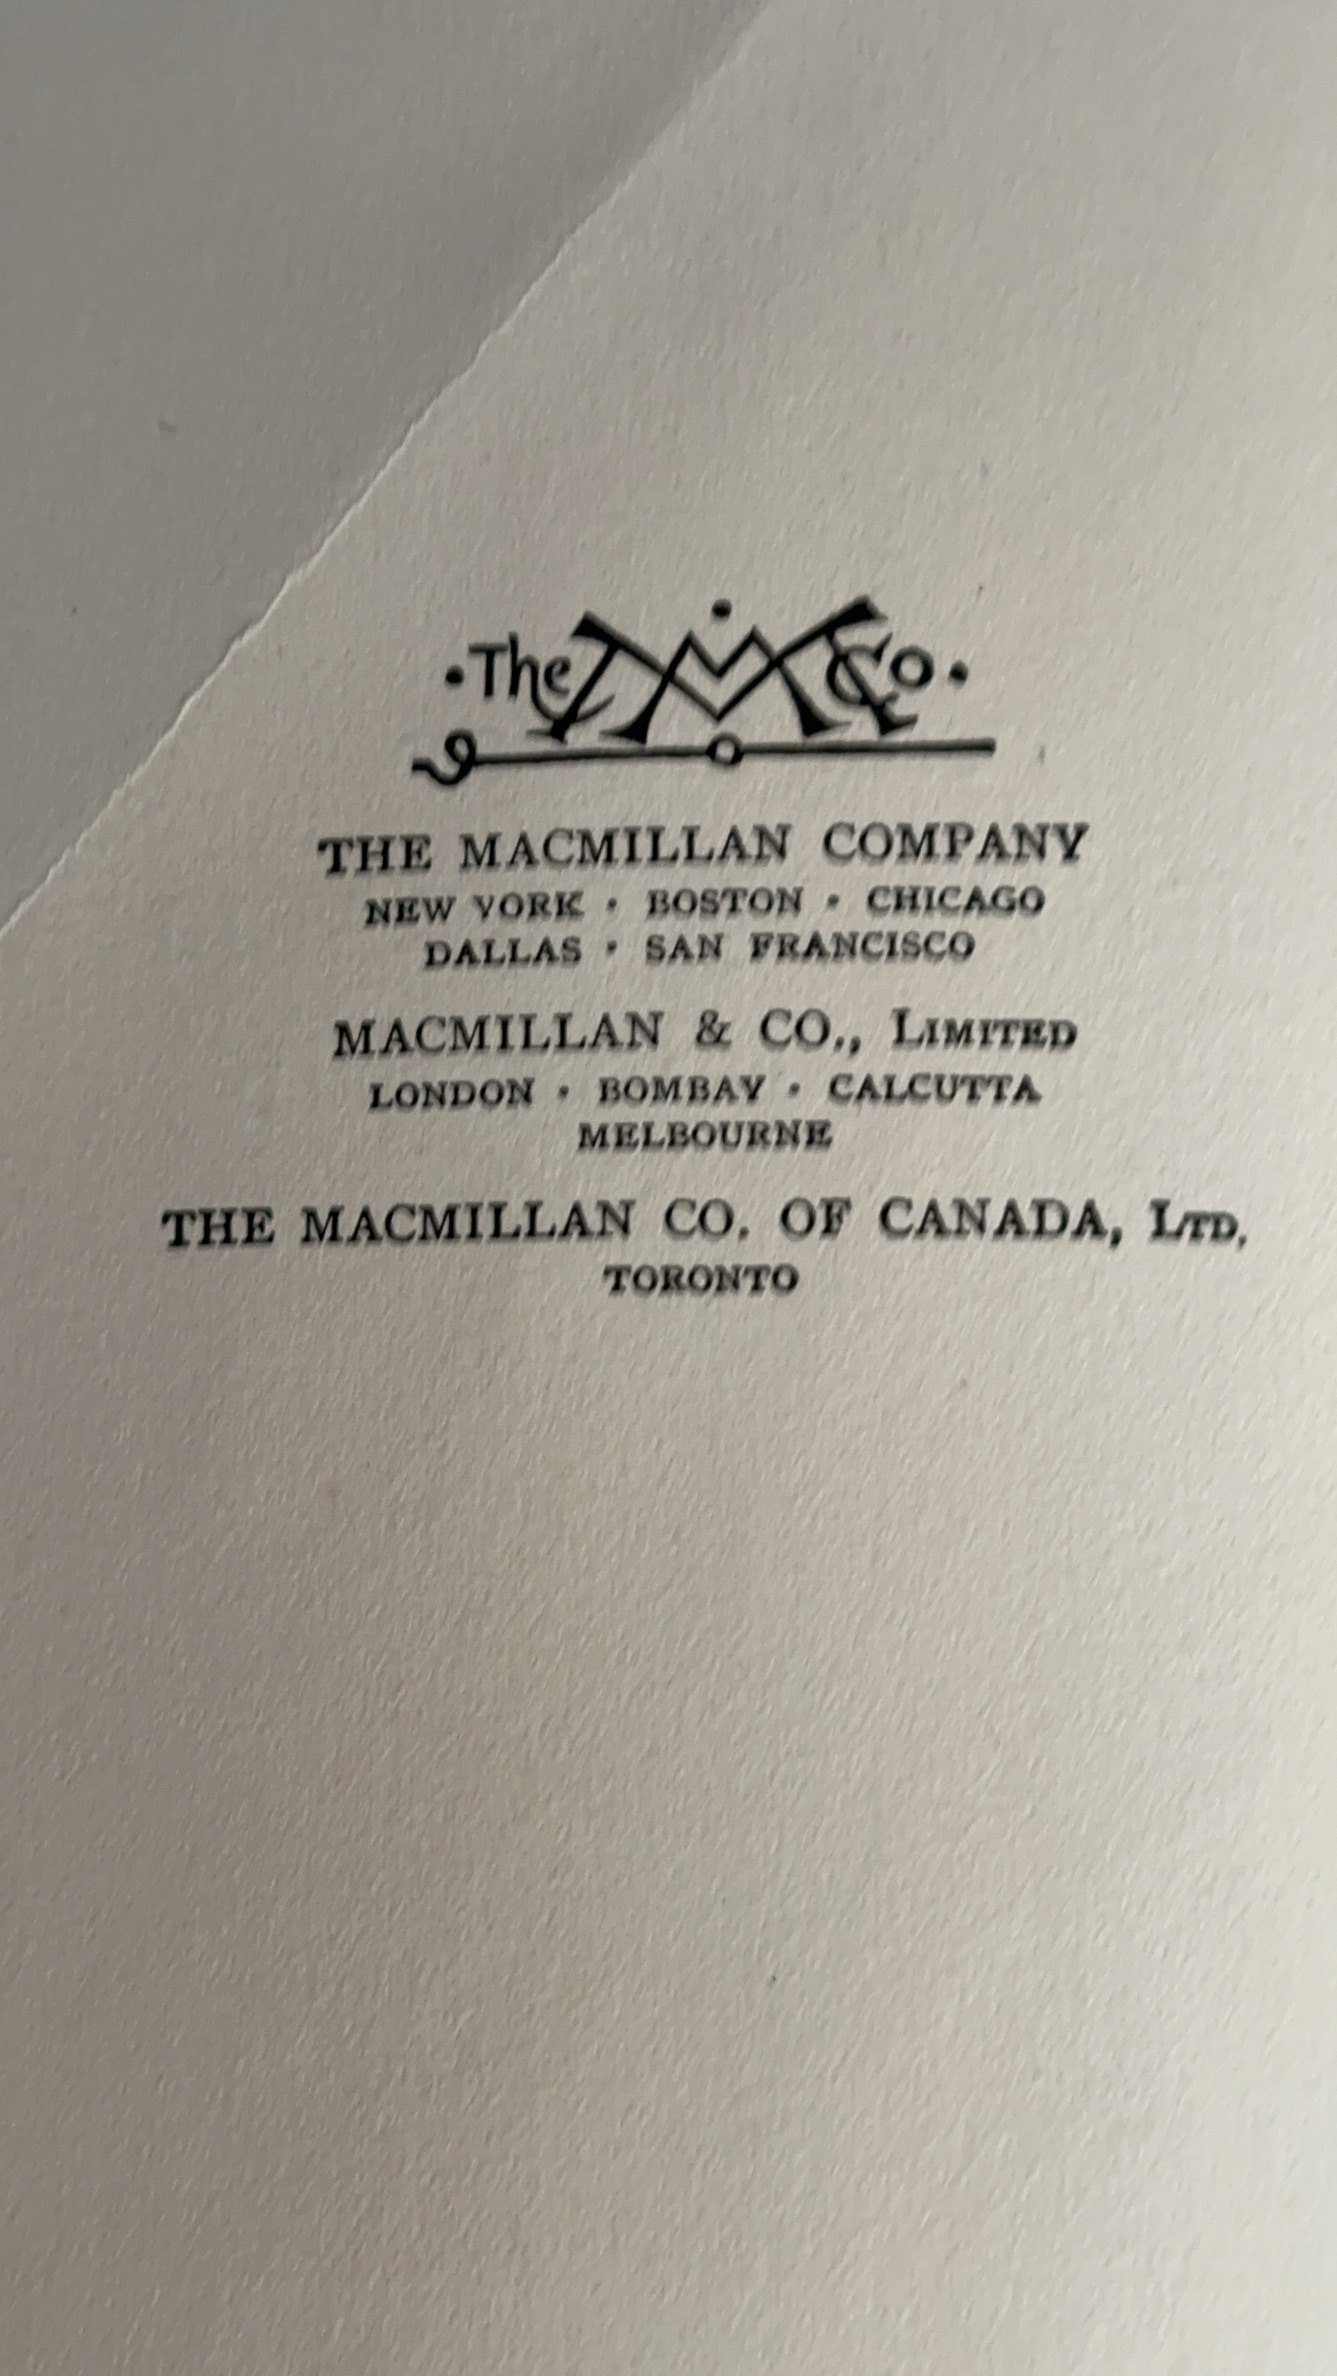 ·The MM Co·
THE MACMILLAN COMPANY
NEW YORK · BOSTON · CHICAGO
DALLAS · SAN FRANCISCO
MACMILLAN & CO., LIMITED
LONDON · BOMBAY · CALCUTTA
MELBOURNE
THE MACMILLAN CO. OF CANADA, LTD.
TORONTO